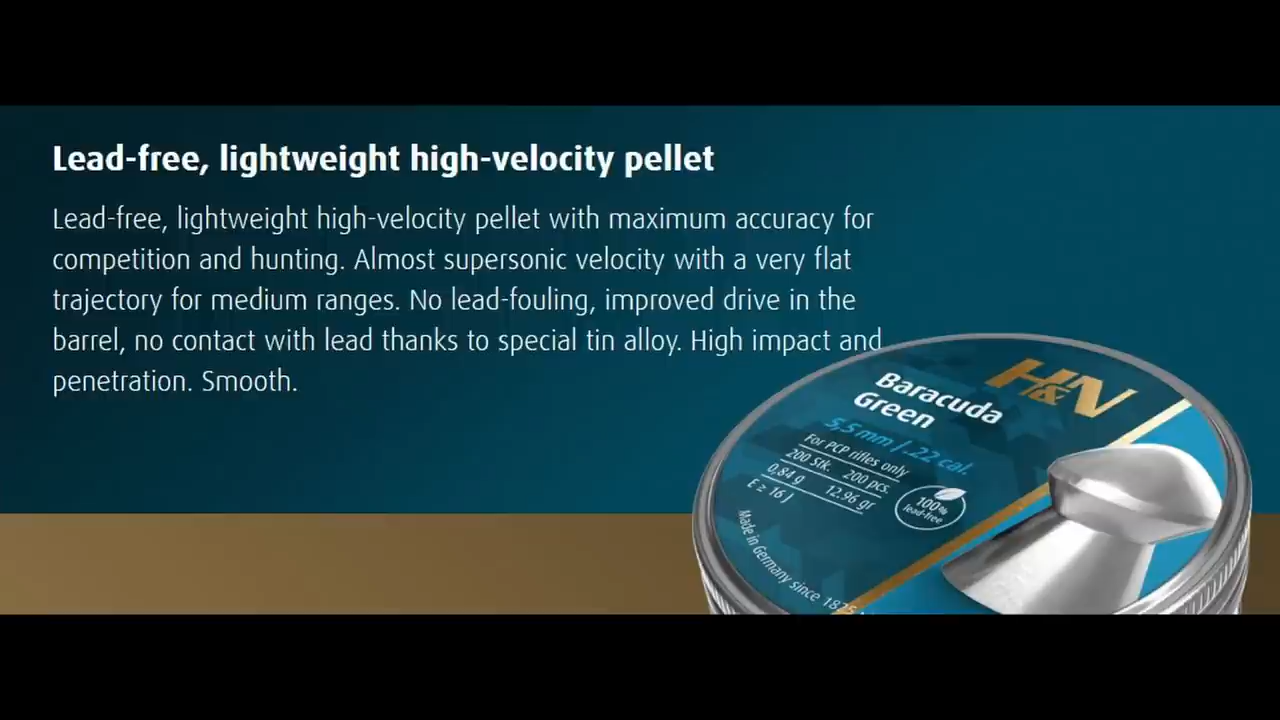 Lead-free, lightweight high-velocity pellet
Lead-free, lightweight high-velocity pellet with maximum accuracy for
competition and hunting. Almost supersonic velocity with a very flat
trajectory for medium ranges. No lead-fouling, improved drive in the
barrel, no contact with lead thanks to special tin alloy. High impact and
penetration. Smooth.
H&N
Baracuda
Green
5,5 mm | .22 cal.
For PCP rifles only
200 Stk. 200 pcs.
0,84 g 12.96 gr
E ≥ 16 J
100%
lead-free
Made in Germany since 1825